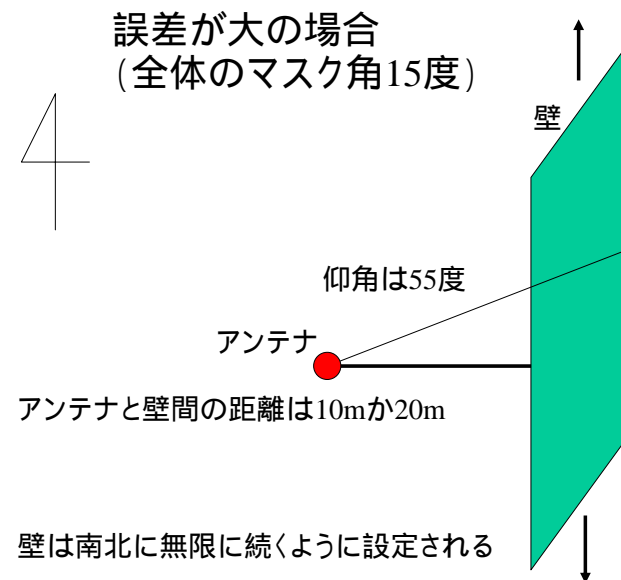 誤差が大の場合
(全体のマスク角15度)
壁
仰角は55度
アンテナ
アンテナと壁間の距離は10mか20m
壁は南北に無限に続くように設定される